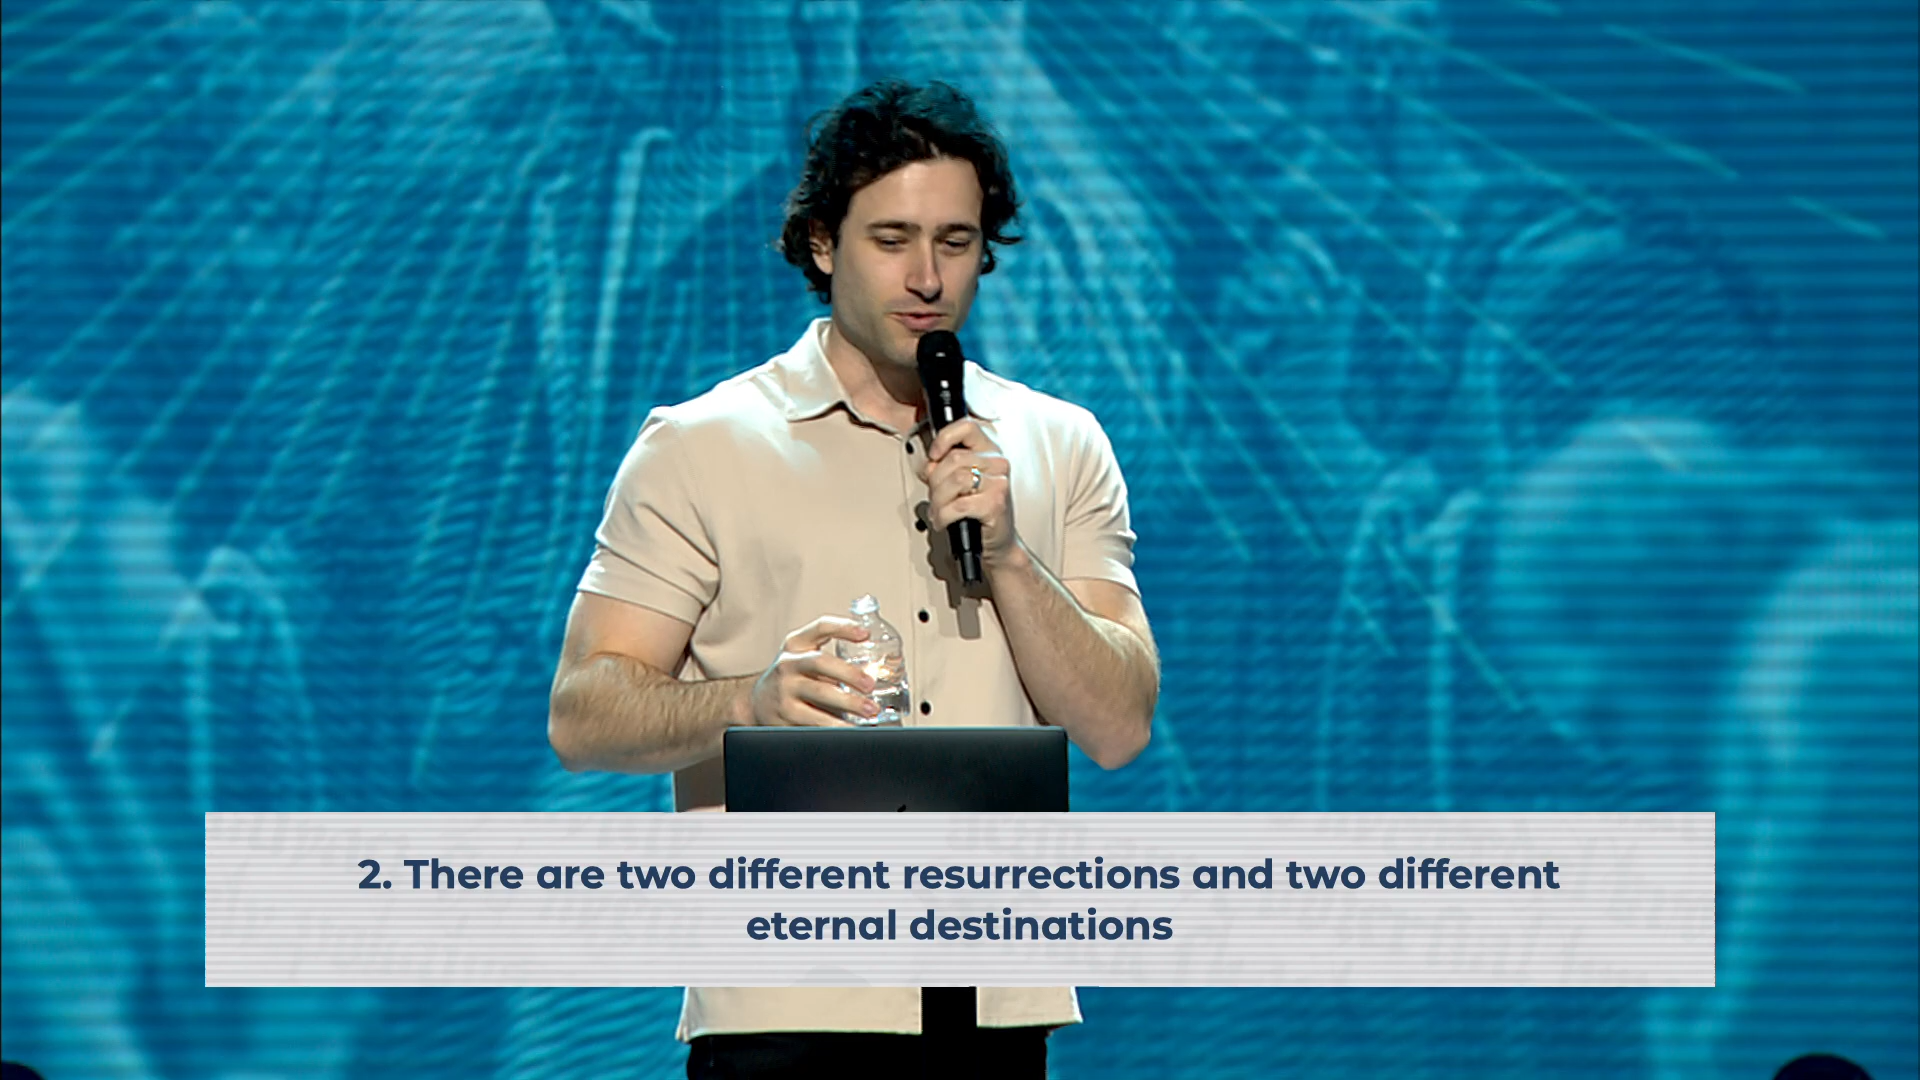 2. There are two different resurrections and two different
eternal destinations